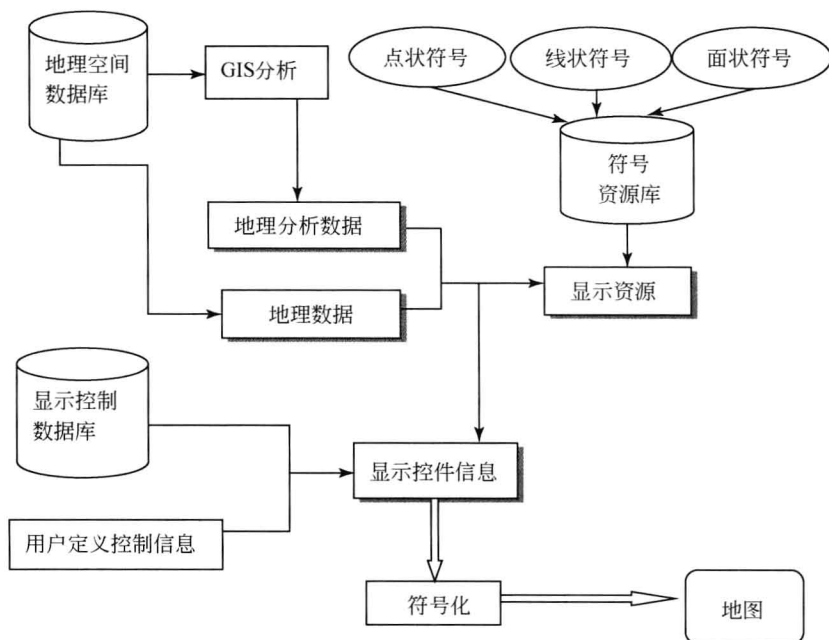 地理空间
数据库
GIS分析
点状符号
线状符号
面状符号
符号
资源库
地理分析数据
地理数据
显示资源
显示控制
数据库
显示控件信息
用户定义控制信息
符号化
地图